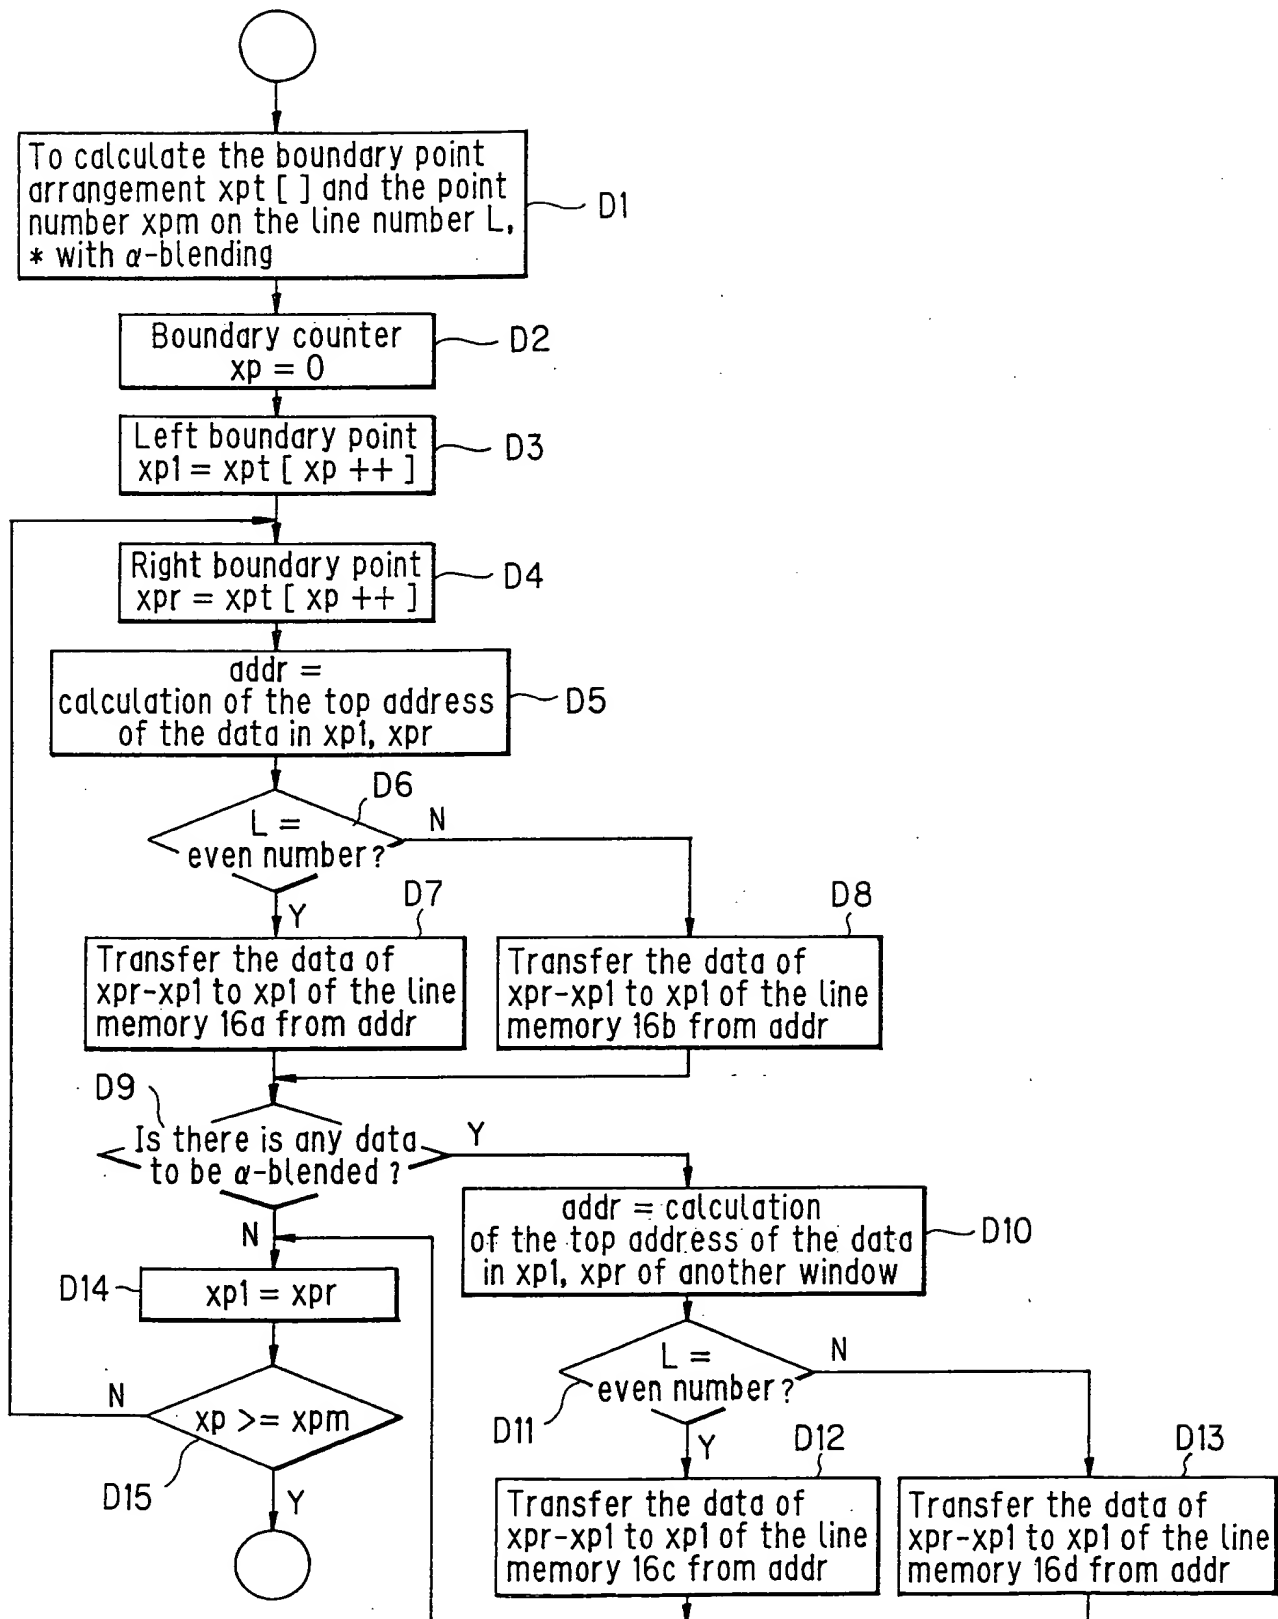 To calculate the boundary point
arrangement xpt [ ] and the point
number xpm on the line number L,
* with α-blending
D1
Boundary counter
xp = 0
D2
Left boundary point
xp1 = xpt [ xp ++ ]
D3
Right boundary point
xpr = xpt [ xp ++ ]
D4
addr =
calculation of the top address
of the data in xp1, xpr
D5
D6
L =
even number?
N
Y
D7
Transfer the data of
xpr-xp1 to xp1 of the line
memory 16a from addr
D8
Transfer the data of
xpr-xp1 to xp1 of the line
memory 16b from addr
D9
Is there is any data
to be α-blended ?
Y
N
addr = calculation
of the top address of the data
in xp1, xpr of another window
D10
D14
xp1 = xpr
L =
even number?
N
D11
Y
N
xp >= xpm
D15
Y
D12
Transfer the data of
xpr-xp1 to xp1 of the line
memory 16c from addr
D13
Transfer the data of
xpr-xp1 to xp1 of the line
memory 16d from addr